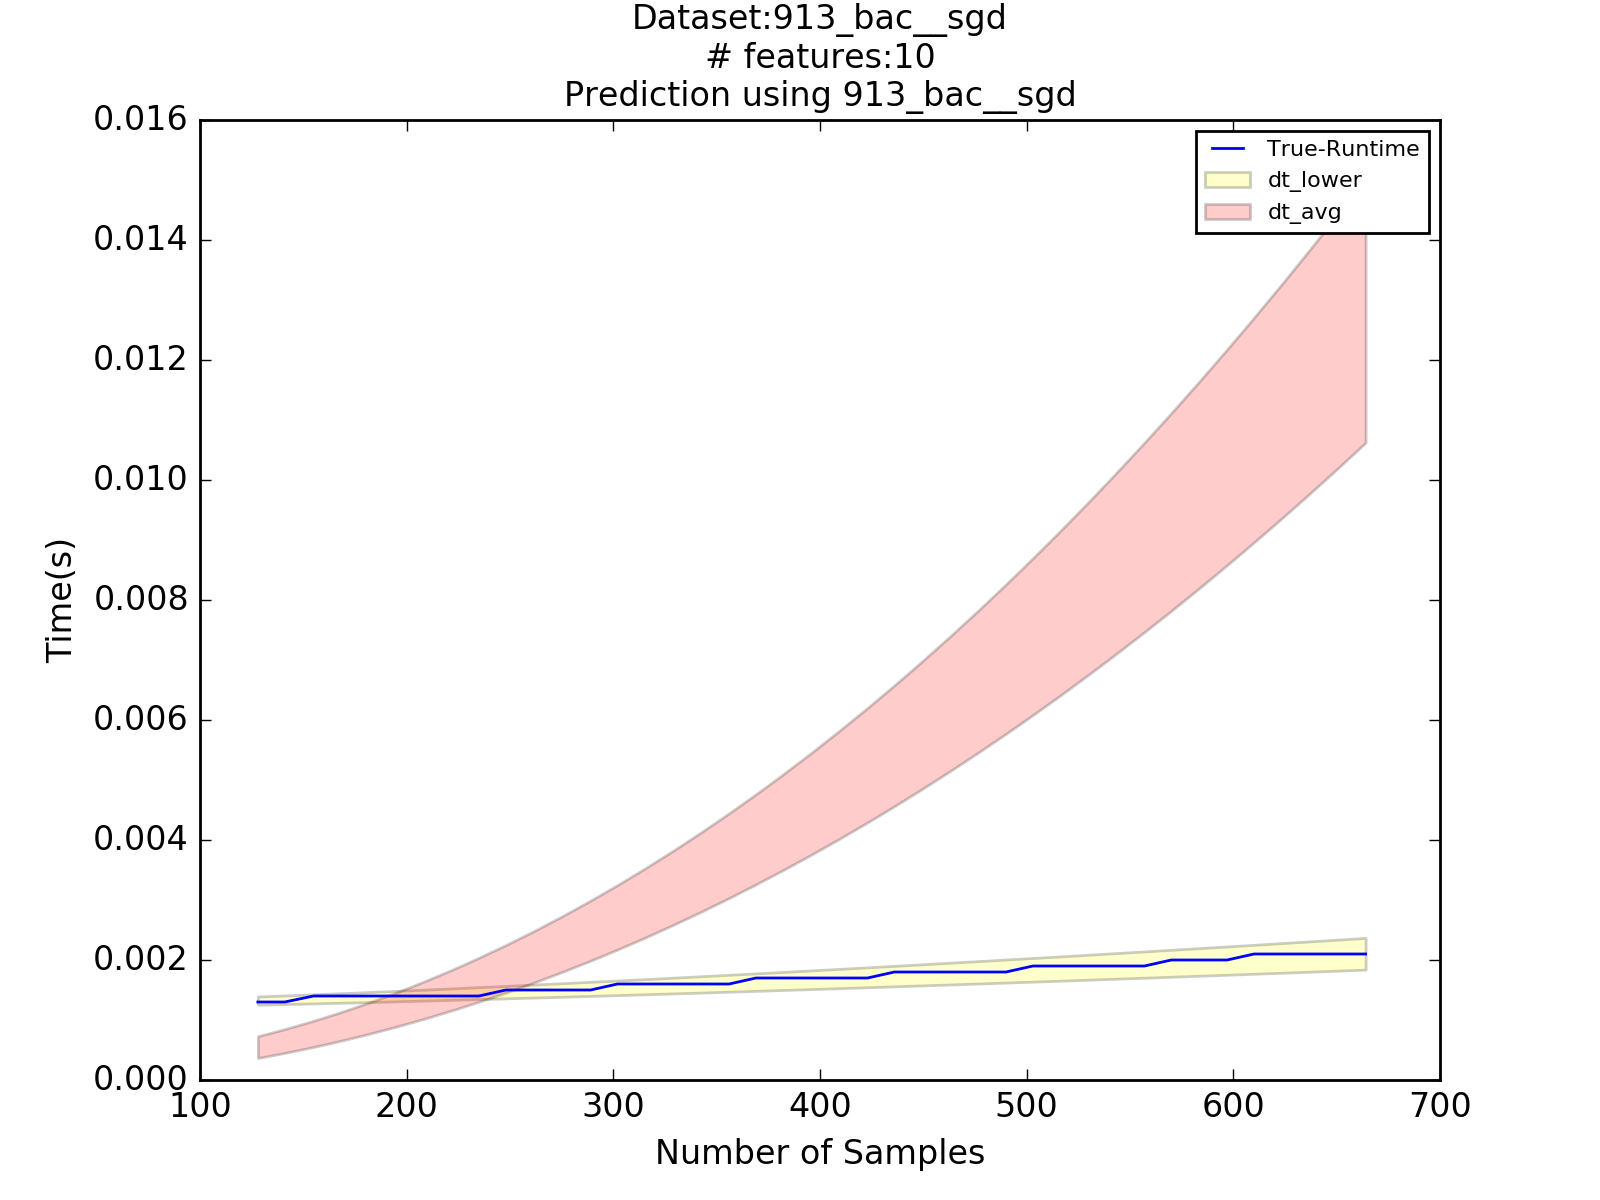 Dataset:913_bac__sgd
# features:10
Prediction using 913_bac__sgd
0.016
0.014
0.012
0.010
0.008
0.006
0.004
0.002
0.000
Time(s)
True-Runtime
dt_lower
dt_avg
100 200 300 400 500 600 700
Number of Samples